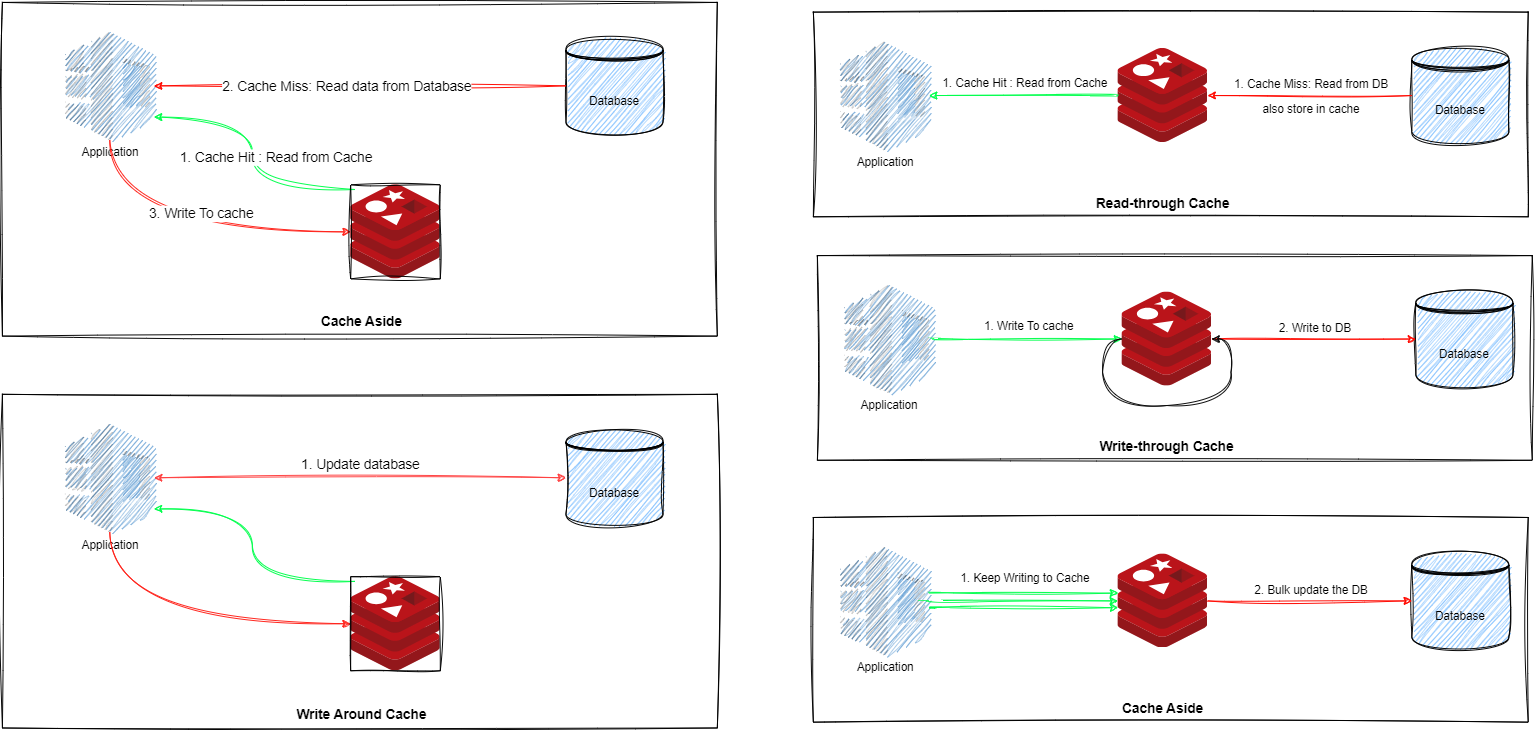 2. Cache Miss: Read data from Database
Database
Application
1. Cache Hit : Read from Cache
3. Write To cache
Cache Aside
1. Update database
Database
Application
Write Around Cache
1. Cache Hit : Read from Cache
1. Cache Miss: Read from DB
also store in cache
Database
Application
Read-through Cache
1. Write To cache
2. Write to DB
Database
Application
Write-through Cache
1. Keep Writing to Cache
2. Bulk update the DB
Database
Application
Cache Aside